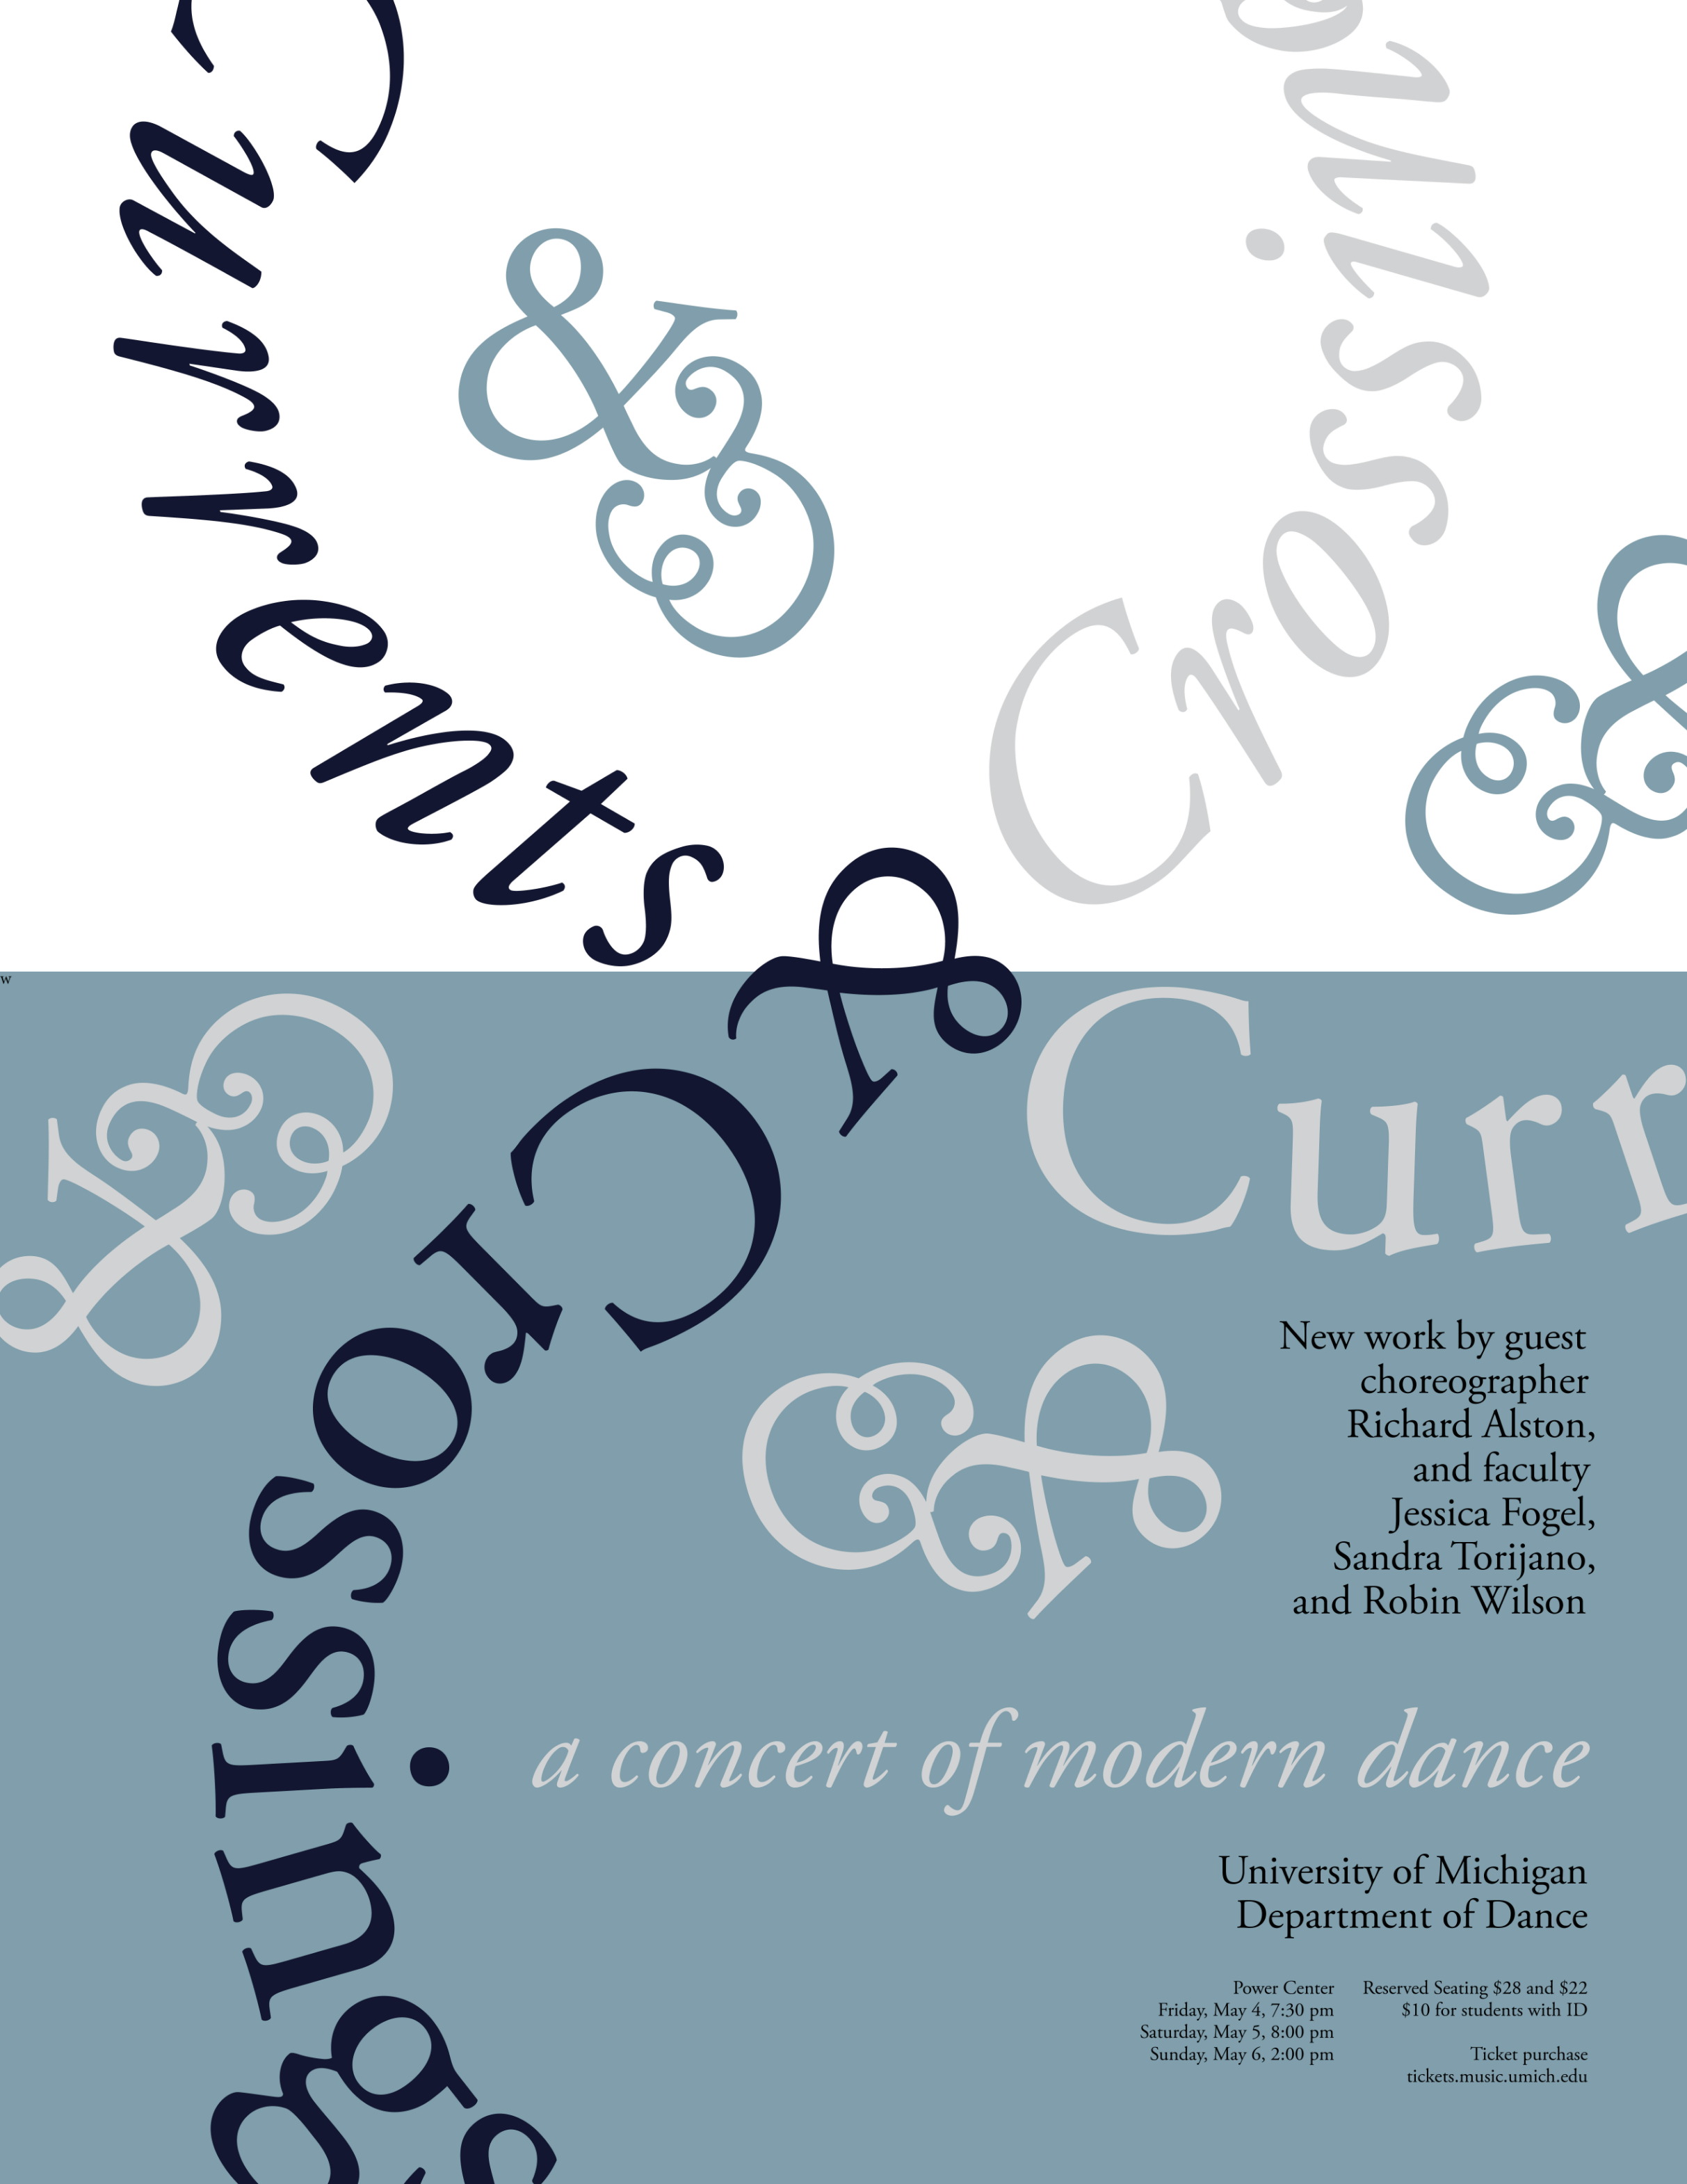 Currents
&
&
Crossing
&
w
&
&
Crossings
Curr
&
New work by guest
choreographer
Richard Alston,
and faculty
Jessica Fogel,
Sandra Torijano,
and Robin Wilson
a concert of modern dance
University of Michigan
Department of Dance
Power Center
Friday, May 4, 7:30 pm
Saturday, May 5, 8:00 pm
Sunday, May 6, 2:00 pm
Reserved Seating $28 and $22
$10 for students with ID
Ticket purchase
tickets.music.umich.edu